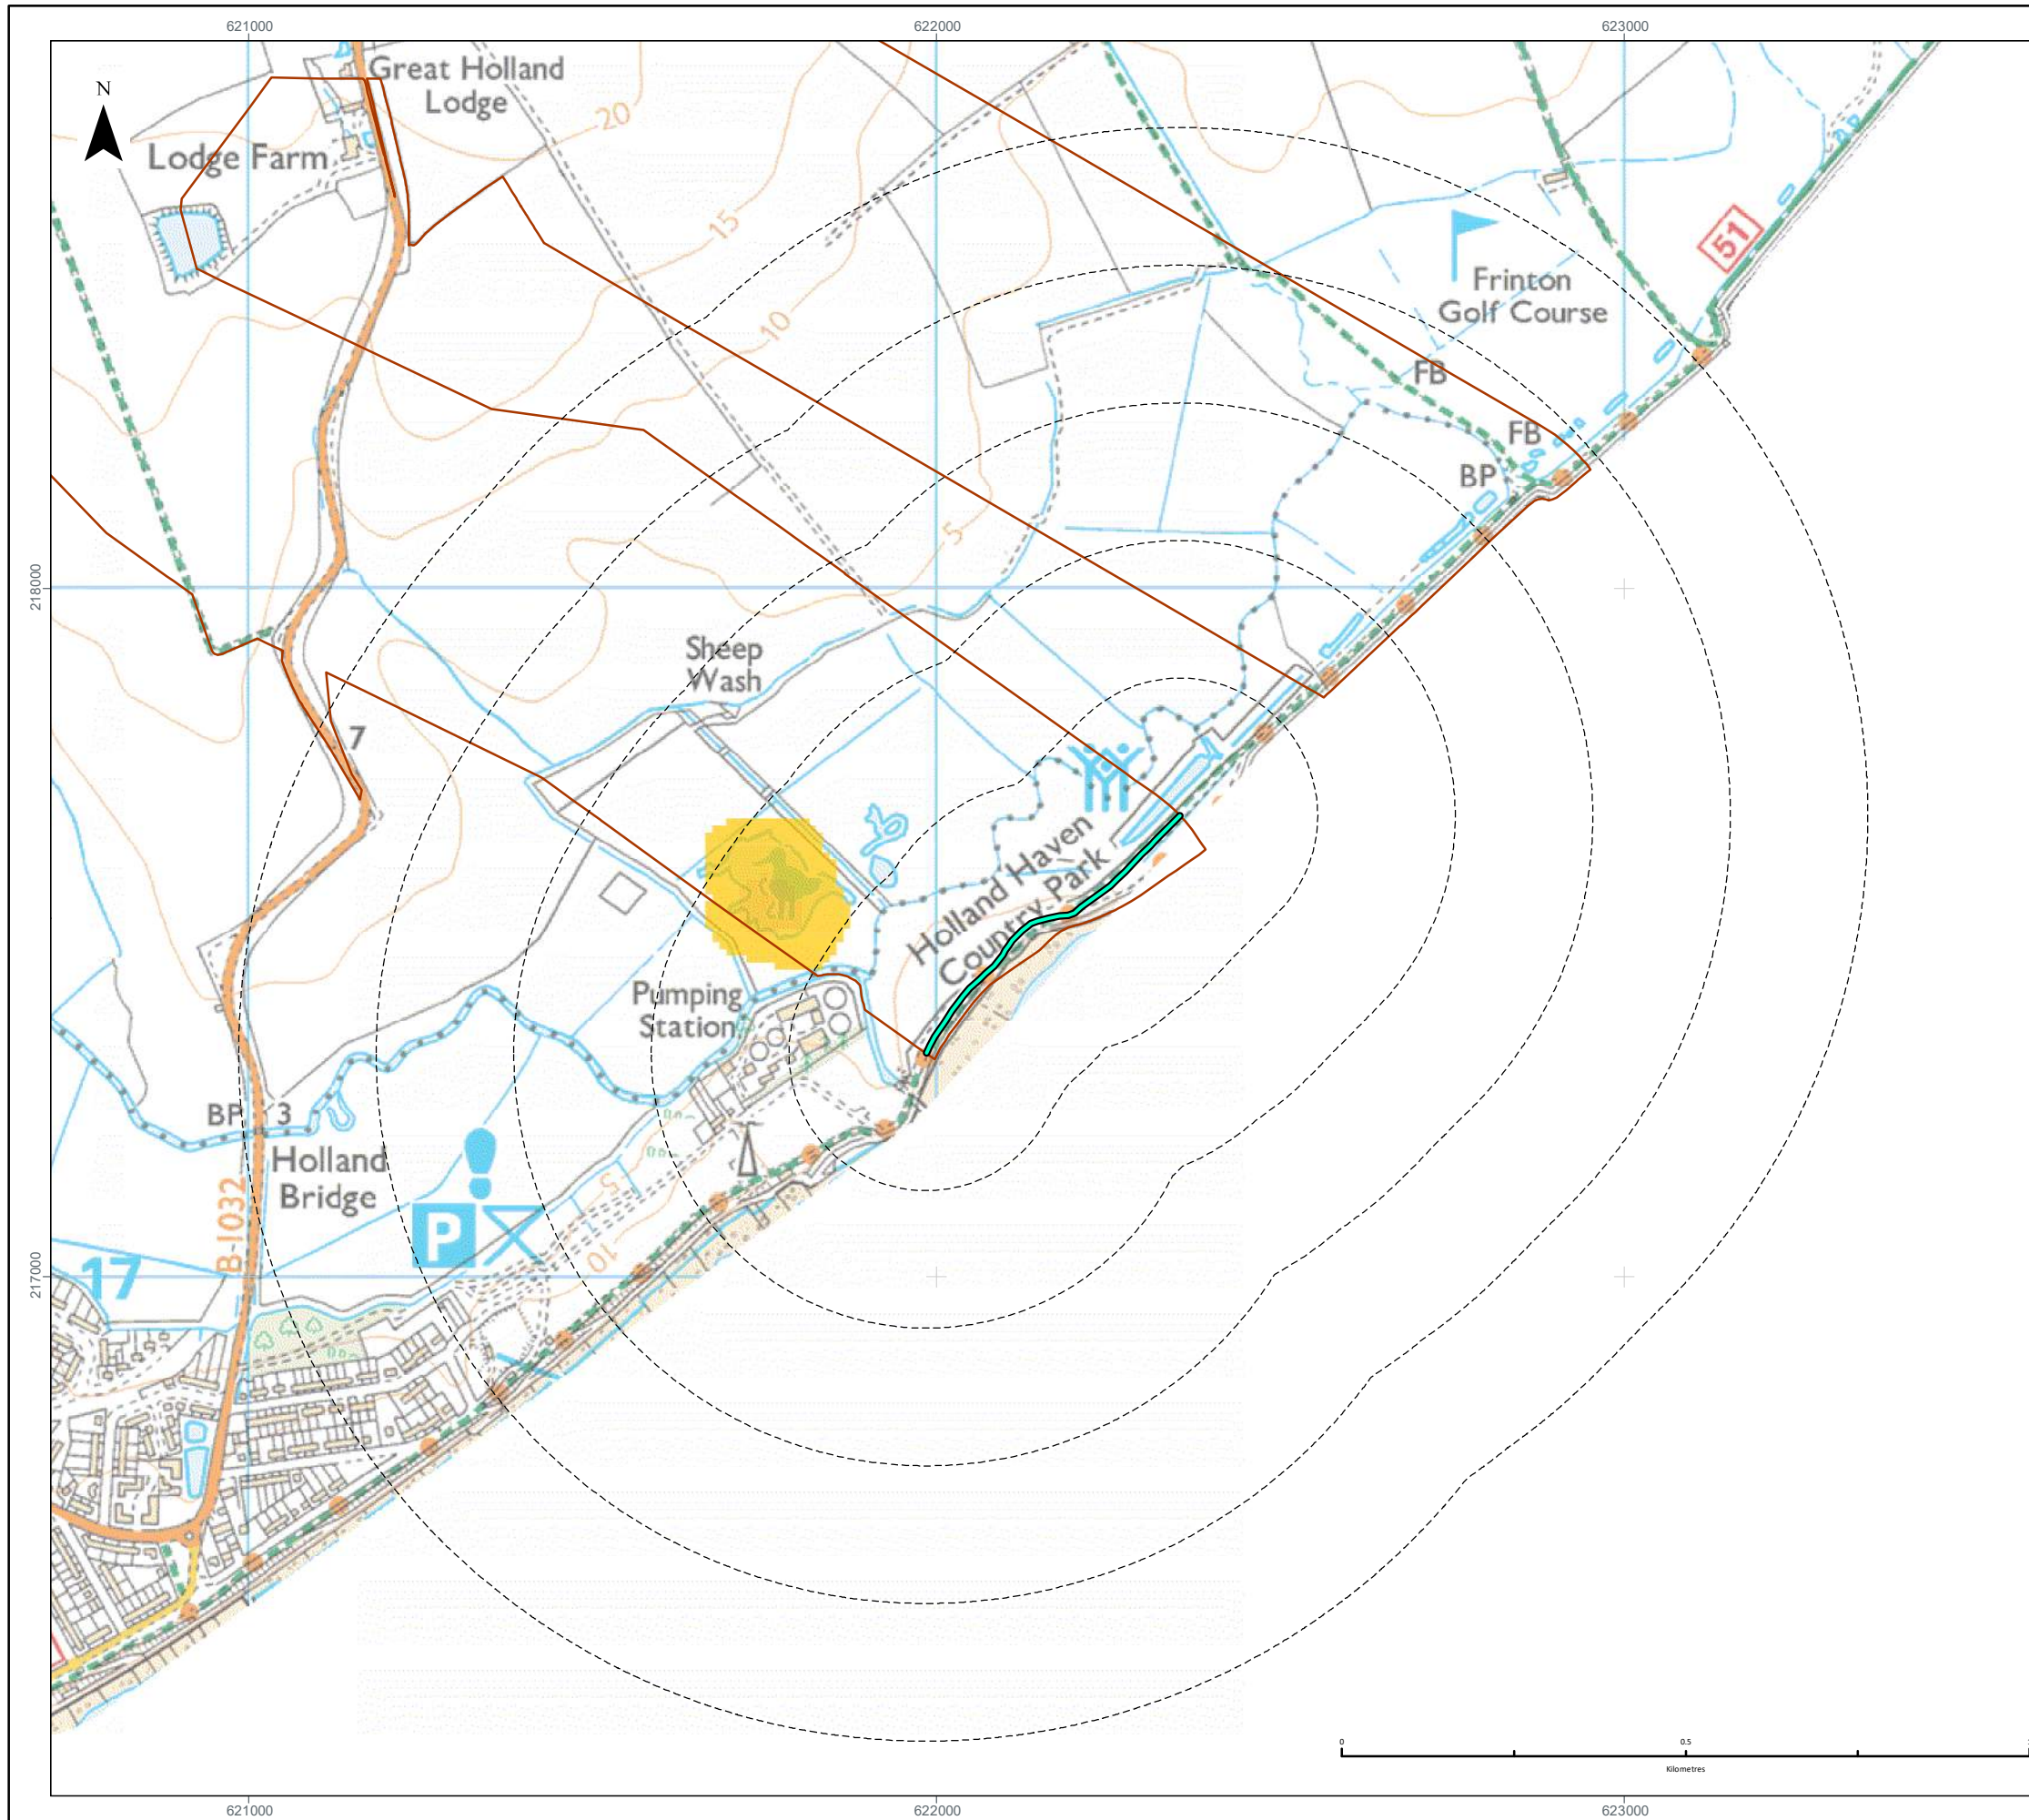 621000
622000
623000
N
Great Holland
Lodge
20
Lodge Farm
15
51
Frinton
Golf Course
10
FB
FB
BP
5
218000
Sheep
Wash
7
Holland Haven
Country Park
Pumping
Station
BP
3
Holland
Bridge
B 1032
P
5
10
17
217000
0
0.5
Kilometres
621000
622000
623000